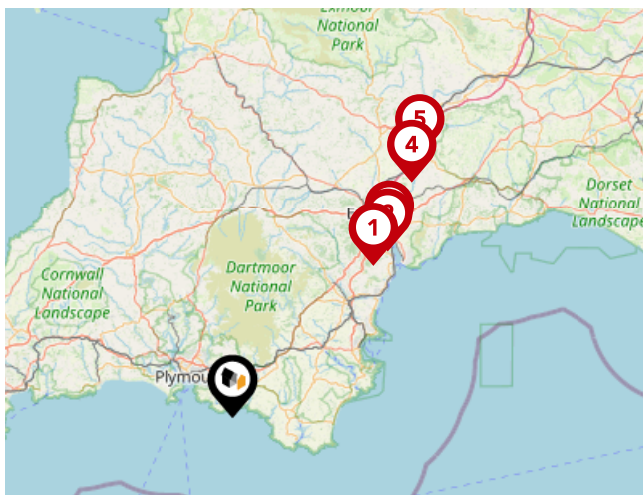 Exmoor
National
Park
5
4
1
Dorset
National
Landscape
Cornwall
National
Landscape
Dartmoor
National
Park
Plymou